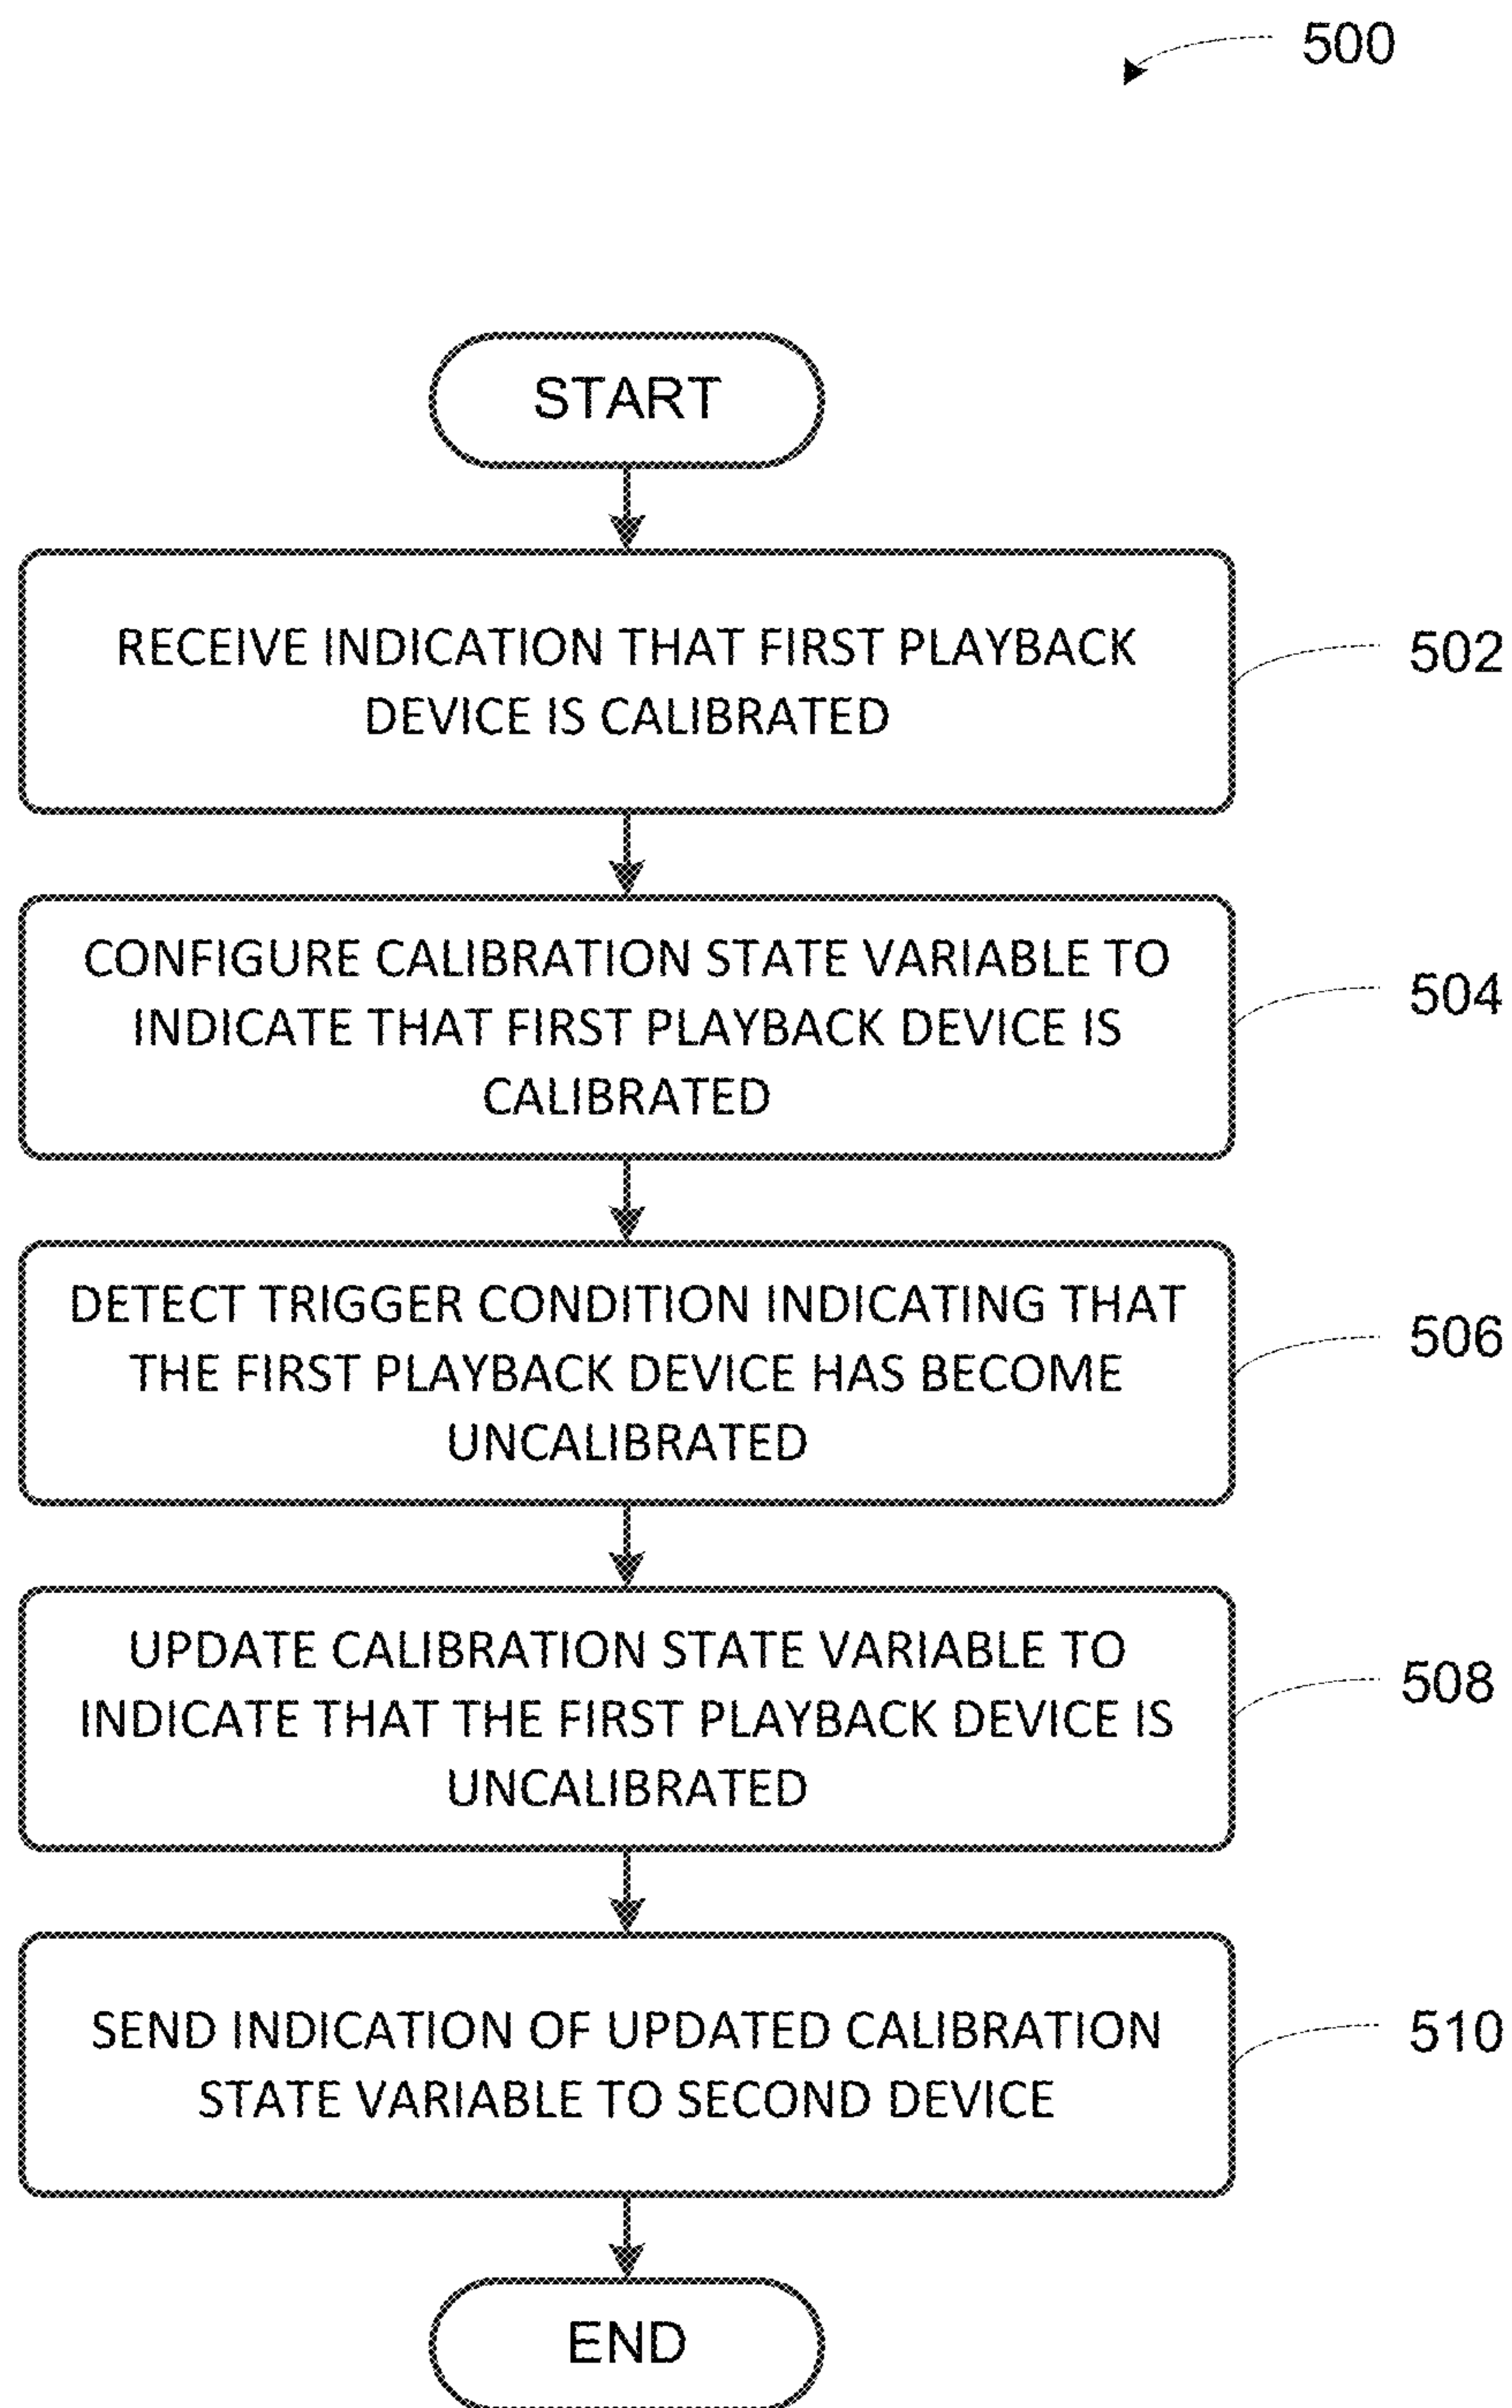 500
START
RECEIVE INDICATION THAT FIRST PLAYBACK
DEVICE IS CALIBRATED
502
CONFIGURE CALIBRATION STATE VARIABLE TO
INDICATE THAT FIRST PLAYBACK DEVICE IS
CALIBRATED
504
DETECT TRIGGER CONDITION INDICATING THAT
THE FIRST PLAYBACK DEVICE HAS BECOME
UNCALIBRATED
506
UPDATE CALIBRATION STATE VARIABLE TO
INDICATE THAT THE FIRST PLAYBACK DEVICE IS
UNCALIBRATED
508
SEND INDICATION OF UPDATED CALIBRATION
STATE VARIABLE TO SECOND DEVICE
510
END